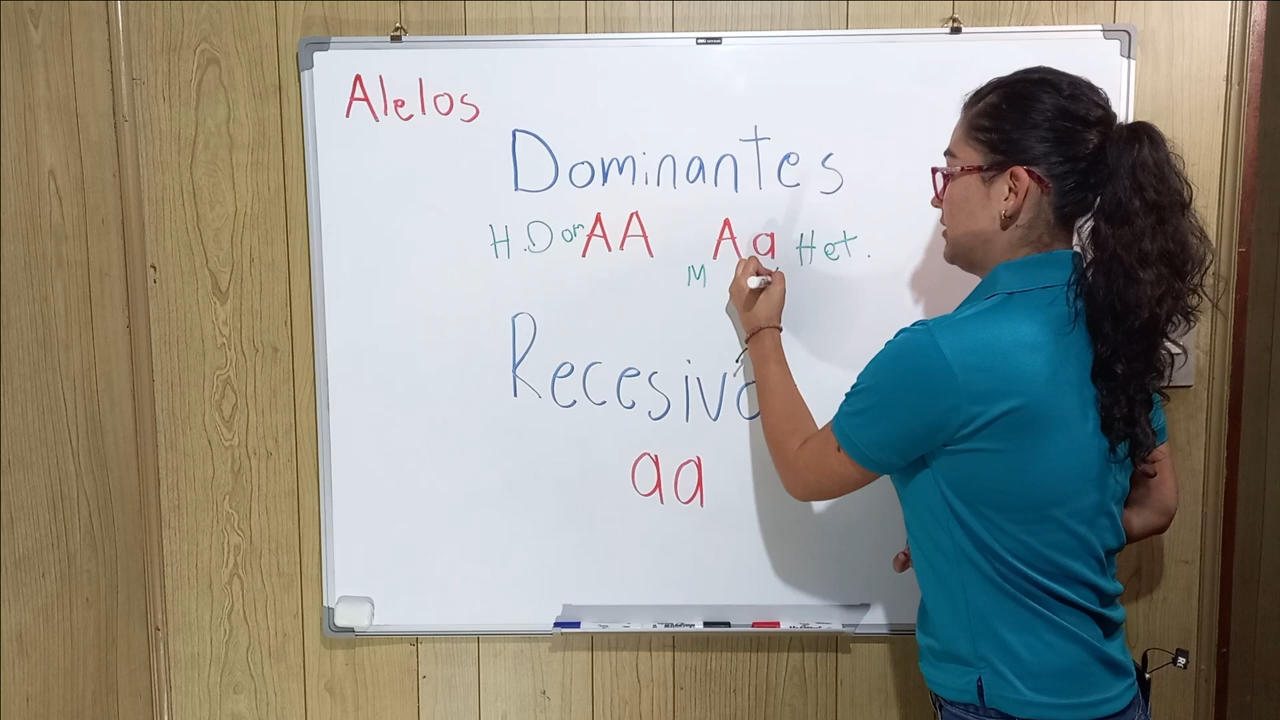 Alelos
Dominantes
H.Dom AA Aa Het.
M
Recesivo
aa